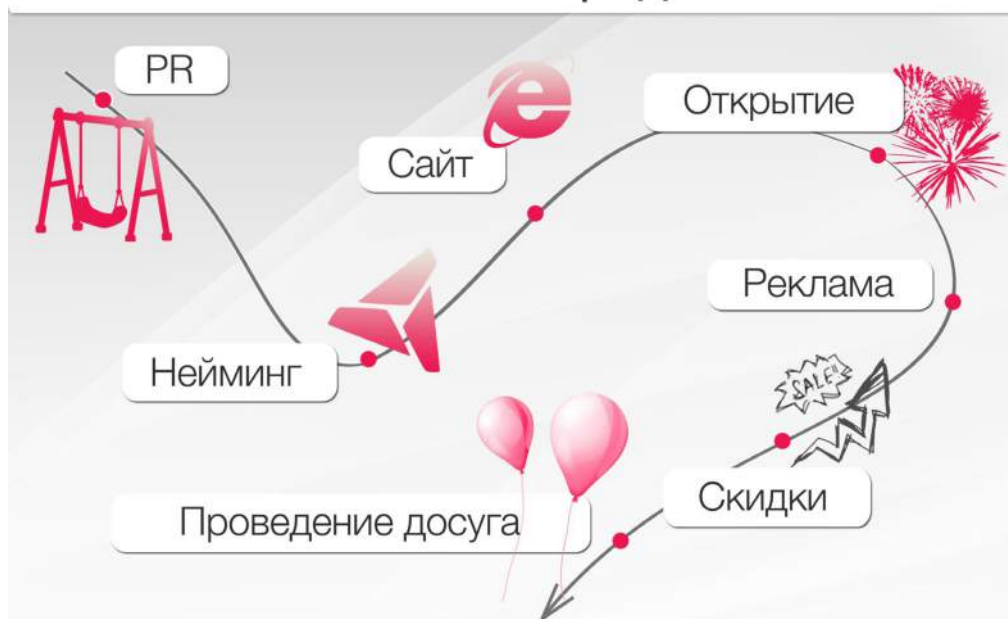 PR
Нейминг
Сайт
Открытие
Реклама
SALE
Скидки
Проведение досуга